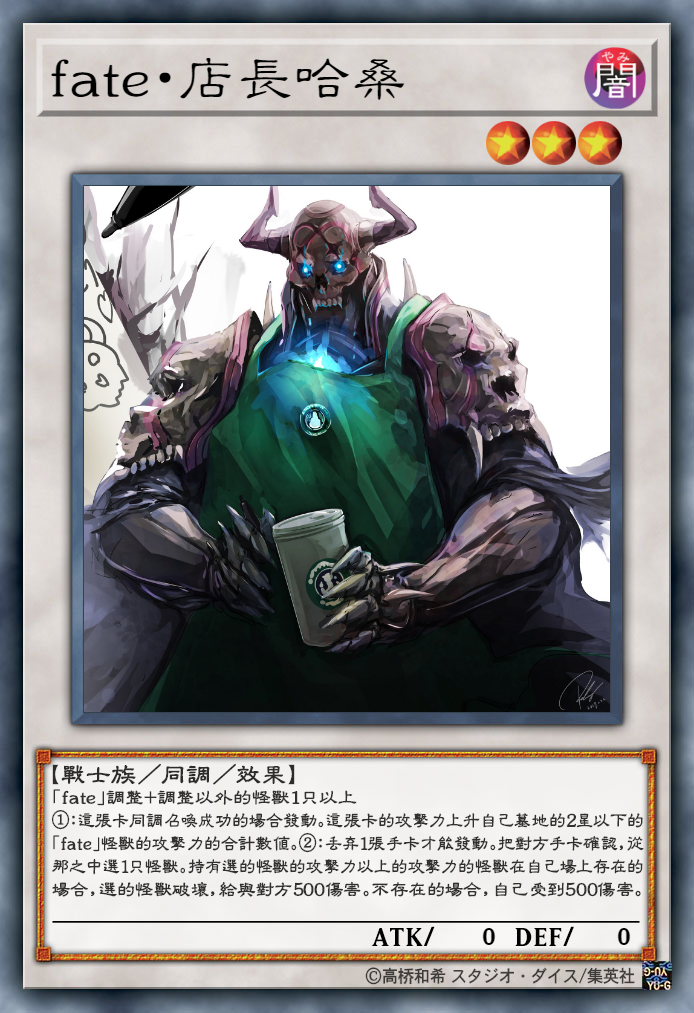 fate•店長哈桑
やみ
闇
【戰士族／同調／效果】
「fate」調整+調整以外的怪獸1只以上
①:這張卡同調召喚成功的場合發動。這張卡的攻擊力上升自己墓地的2星以下的
「fate」怪獸的攻擊力的合計數值。②:丟弃1張手卡才能發動。把對方手卡確認,從
那之中選1只怪獸。持有選的怪獸的攻擊力以上的攻擊力的怪獸在自己場上存在的
場合,選的怪獸破壞,給與對方500傷害。不存在的場合,自己受到500傷害。
ATK/ 0 DEF/ 0
©高桥和希 スタジオ・ダイス/集英社
YU-G